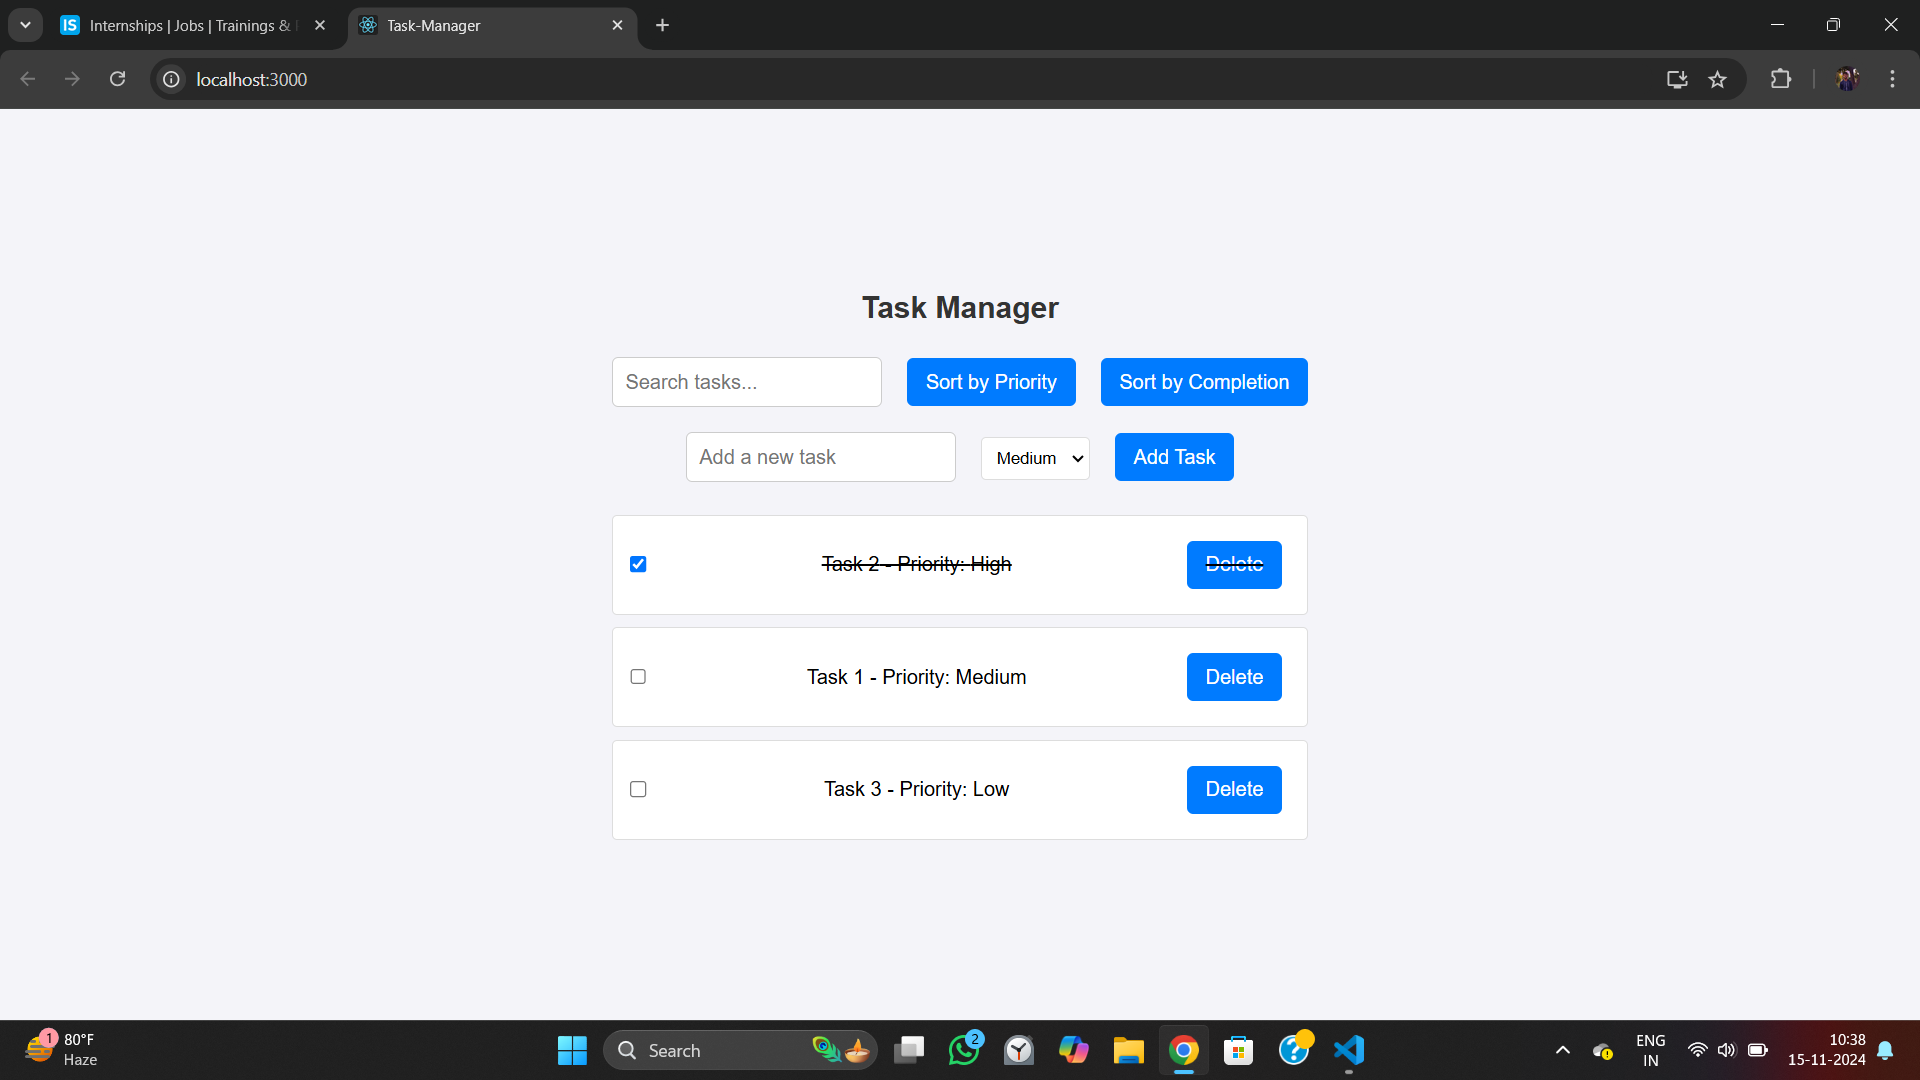 IS Internships | Jobs | Trainings &
Task-Manager
localhost:3000
Task Manager
Search tasks...
Sort by Priority
Sort by Completion
Add a new task
Medium
Add Task
Task 2 - Priority: High
Delete
Task 1 - Priority: Medium
Delete
Task 3 - Priority: Low
Delete
1
80°F
Haze
Search
2
ENG
IN
10:38
15-11-2024